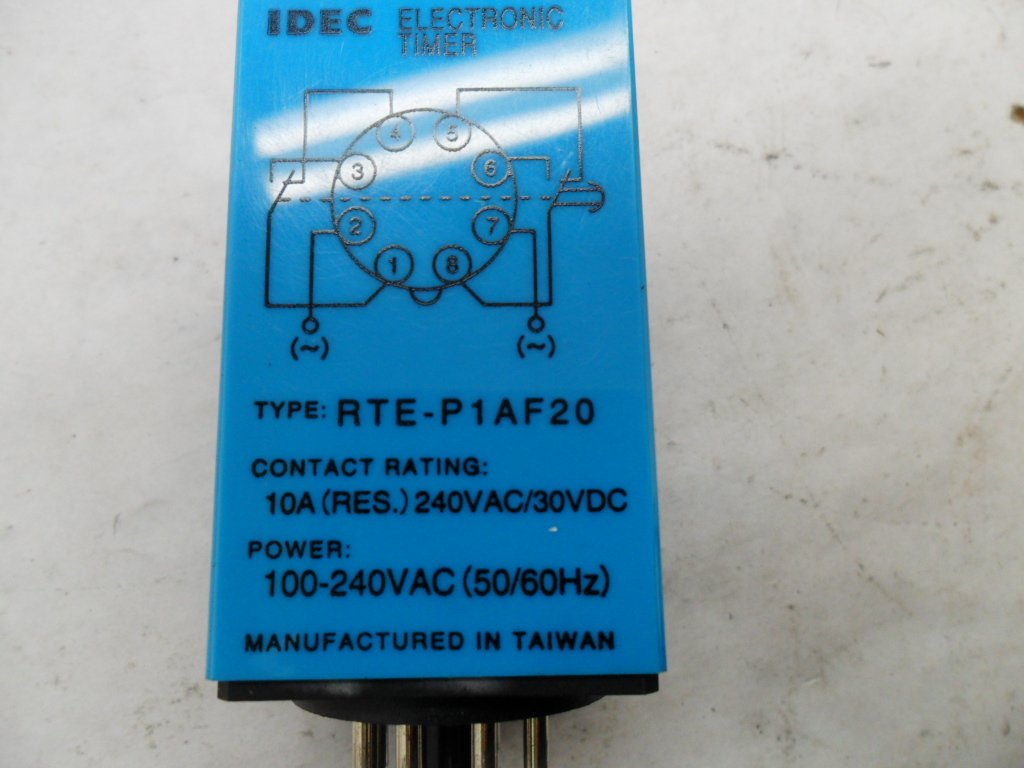 IDEC ELECTRONIC
TIMER
4 5
3 6
2 7
1 8
(~) (~)
TYPE: RTE-P1AF20
CONTACT RATING:
10A (RES.) 240VAC/30VDC
POWER:
100-240VAC (50/60Hz)
MANUFACTURED IN TAIWAN